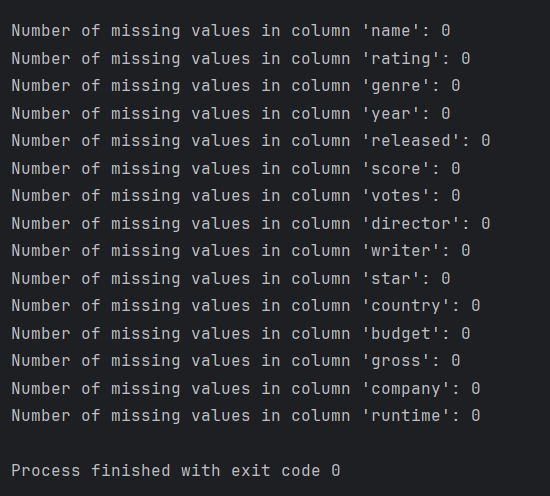 Number of missing values in column 'name': 0
Number of missing values in column 'rating': 0
Number of missing values in column 'genre': 0
Number of missing values in column 'year': 0
Number of missing values in column 'released': 0
Number of missing values in column 'score': 0
Number of missing values in column 'votes': 0
Number of missing values in column 'director': 0
Number of missing values in column 'writer': 0
Number of missing values in column 'star': 0
Number of missing values in column 'country': 0
Number of missing values in column 'budget': 0
Number of missing values in column 'gross': 0
Number of missing values in column 'company': 0
Number of missing values in column 'runtime': 0
Process finished with exit code 0